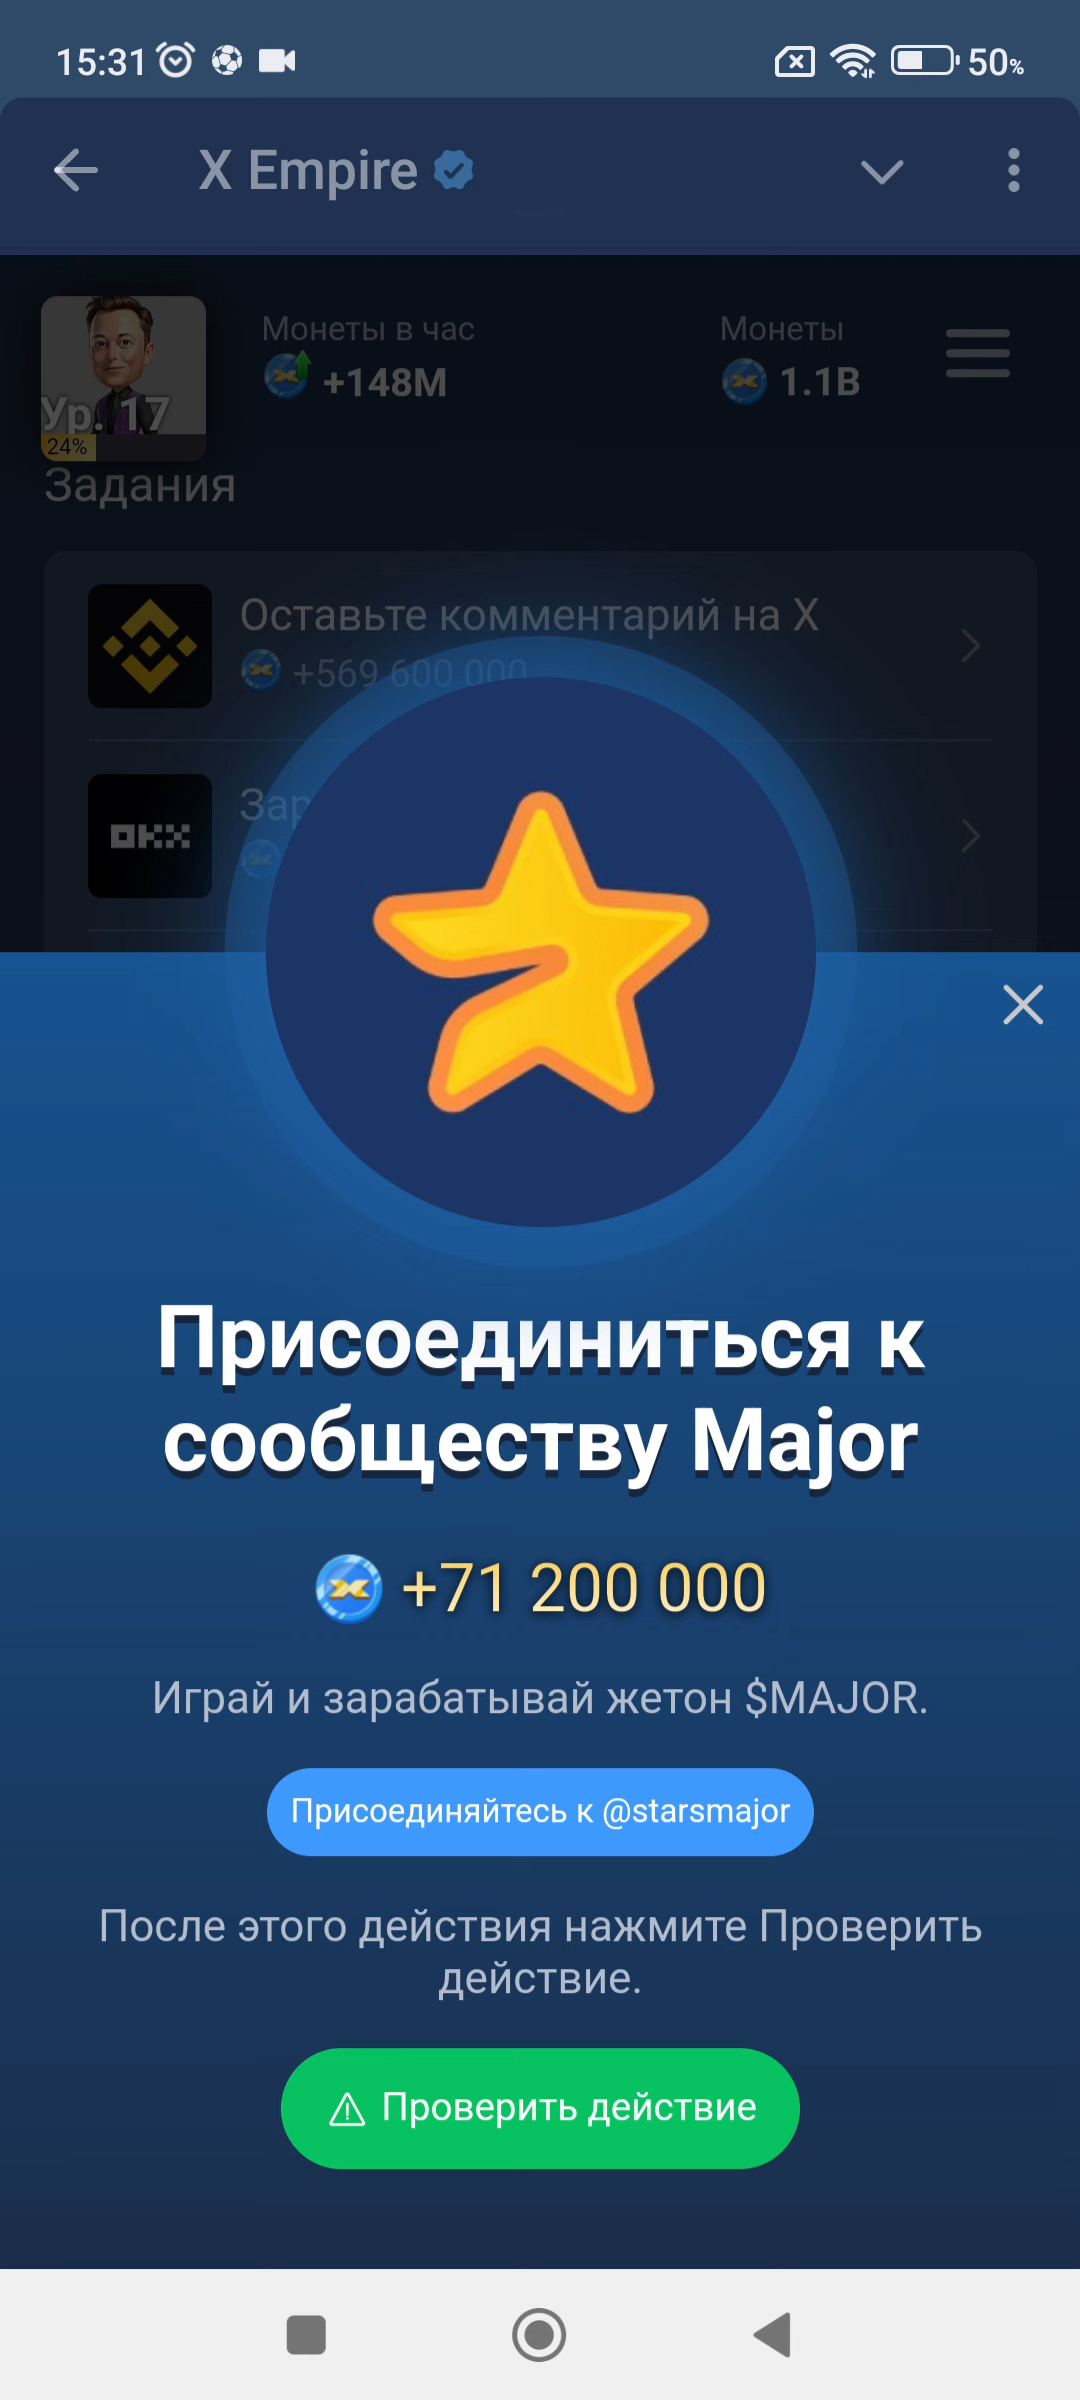 15:31
50%
X Empire
Монеты в час
Монеты
+148M
1.1B
Ур. 17
24%
Задания
Оставьте комментарий на X
+569 600 000
OKX
Зар
Присоединиться к
сообществу Major
+71 200 000
Играй и зарабатывай жетон $MAJOR.
Присоединяйтесь к @starsmajor
После этого действия нажмите Проверить
действие.
Проверить действие